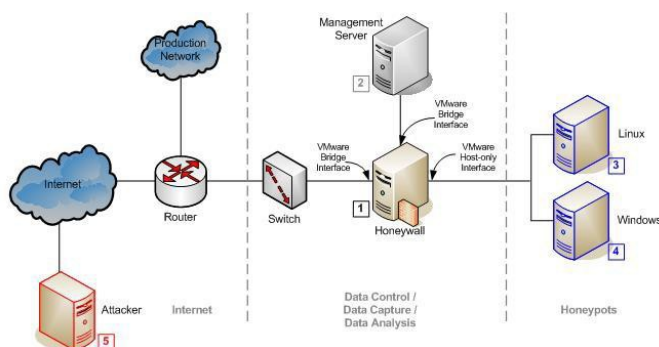 Production
Network
Management
Server
2
VMware
Bridge
Interface
VMware
Bridge
Interface
VMware
Host-only
Interface
Linux
3
Internet
Router
Switch
1
Honeywall
Windows
4
Attacker
5
Internet
Data Control /
Data Capture /
Data Analysis
Honeypots